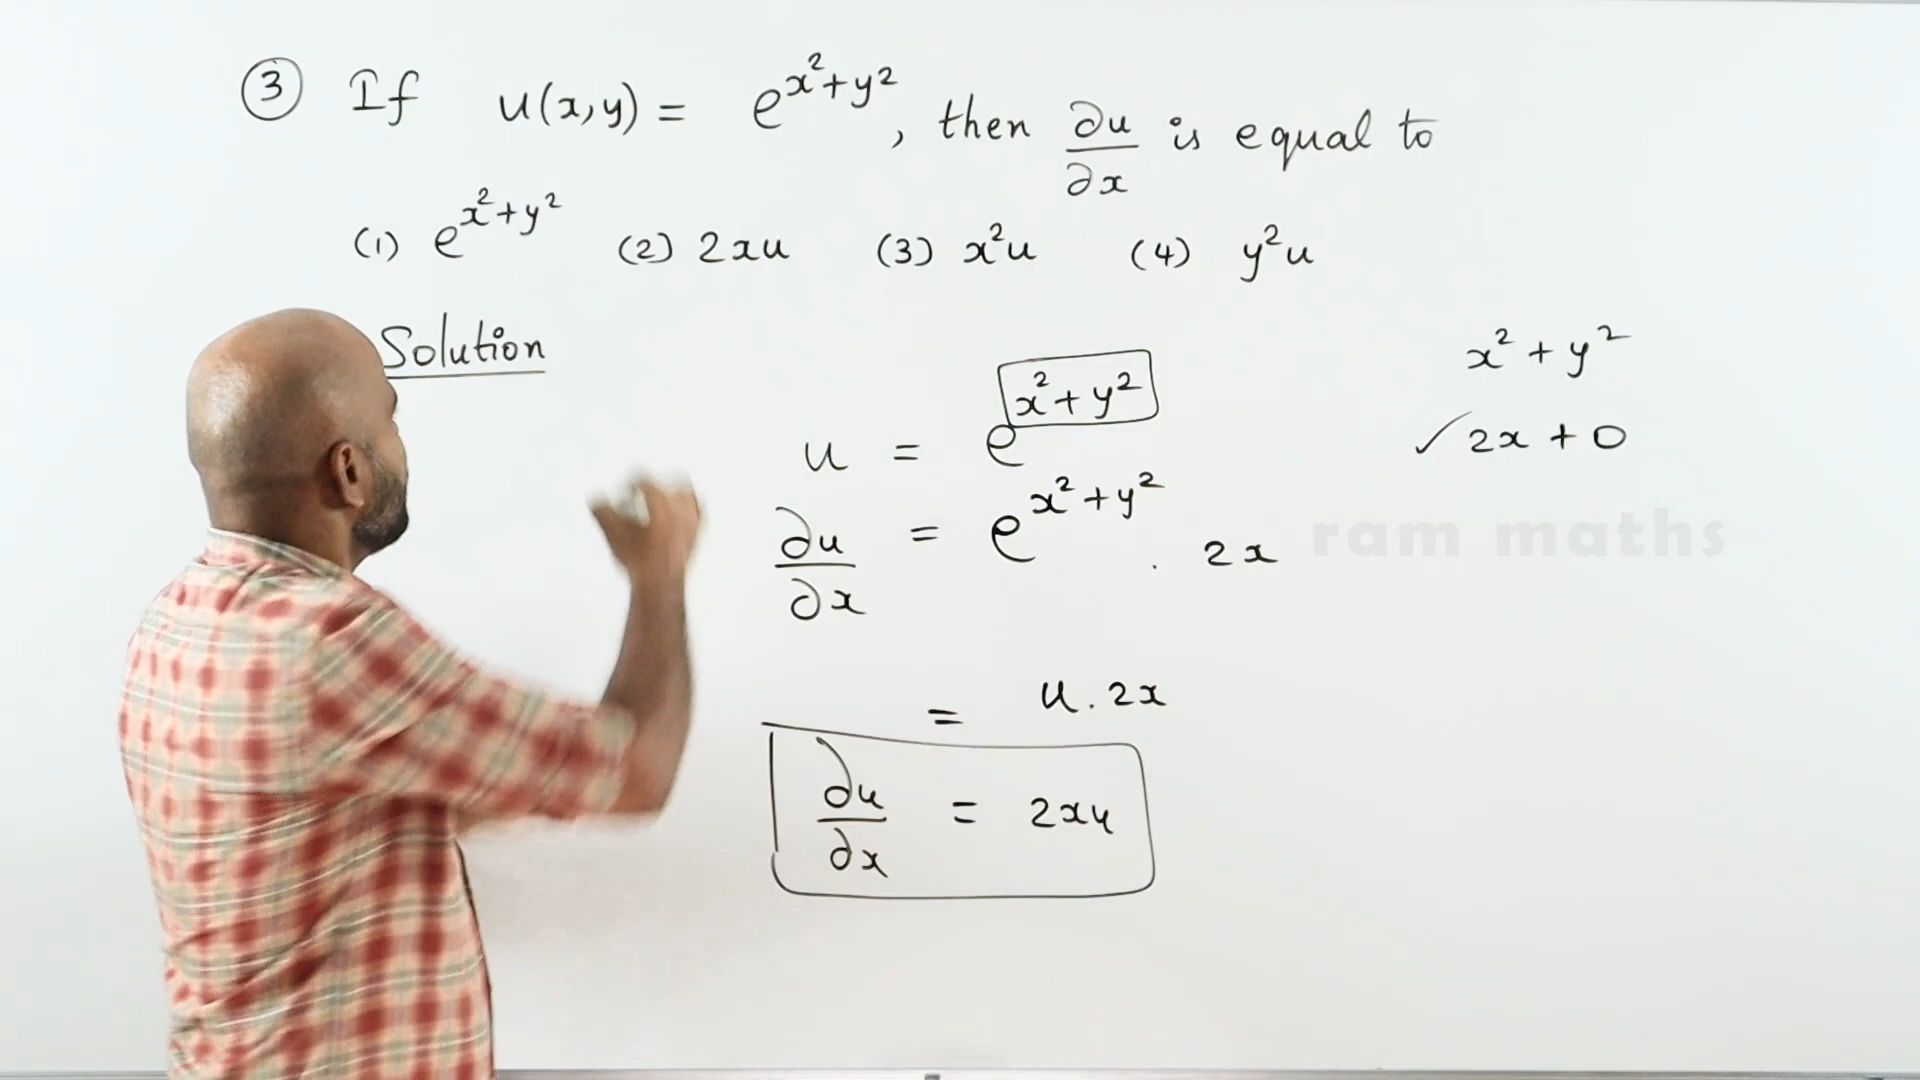 ③ If u(x,y) = e^{x²+y²}, then ∂u/∂x is equal to
(1) e^{x²+y²} (2) 2xu (3) x²u (4) y²u
Solution
u = e^{x²+y²}
∂u/∂x = e^{x²+y²} . 2x
= u . 2x
∂u/∂x = 2xu
x² + y²
✓ 2x + 0
ram maths